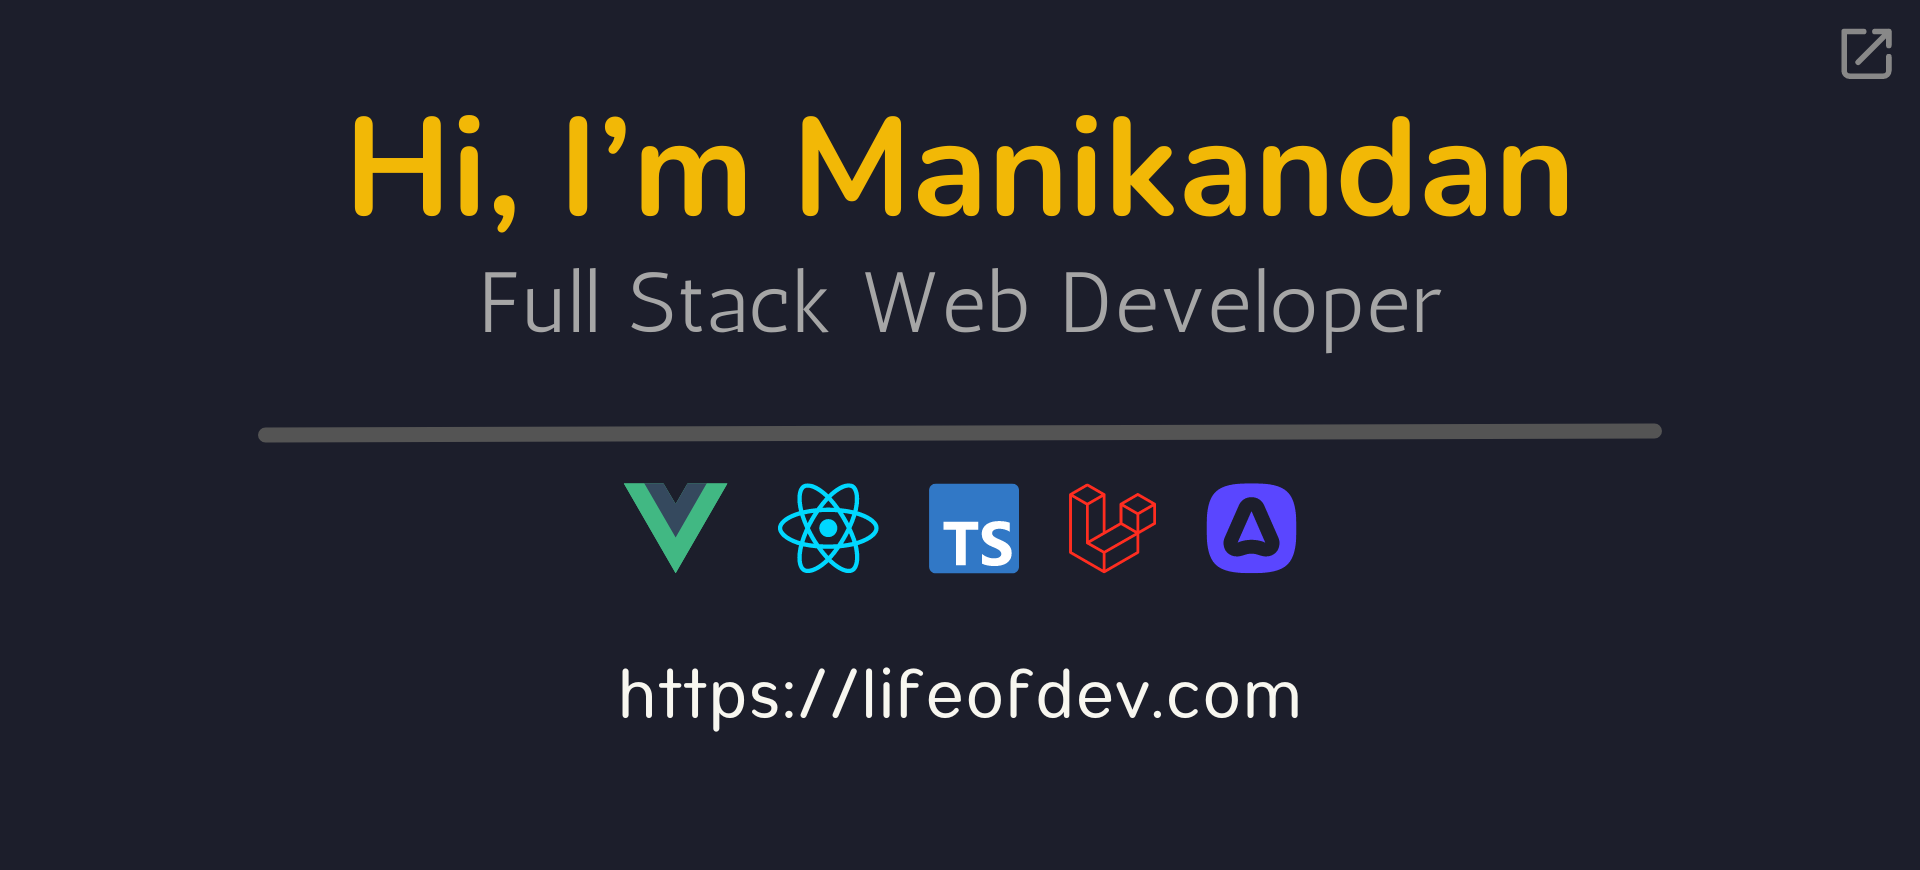 Hi, I’m Manikandan
Full Stack Web Developer
TS
https://lifeofdev.com